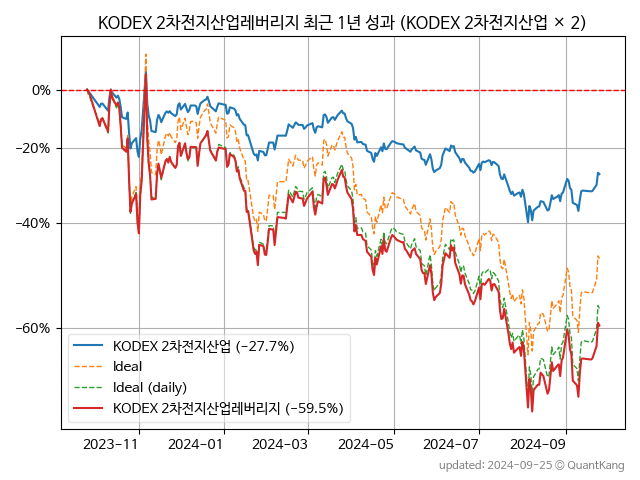 KODEX 2차전지산업레버리지 최근 1년 성과 (KODEX 2차전지산업 × 2)
0%
−20%
−40%
−60%
KODEX 2차전지산업 (−27.7%)
Ideal
Ideal (daily)
KODEX 2차전지산업레버리지 (−59.5%)
2023−11 2024−01 2024−03 2024−05 2024−07 2024−09
updated: 2024−09−25 © QuantKang